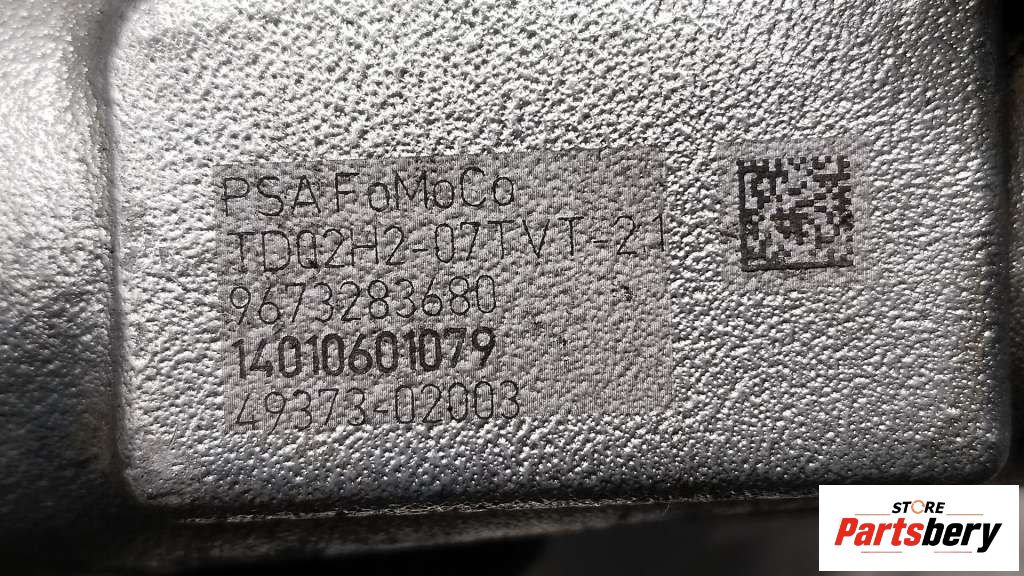 PSA FoMoCo
TDQ2H2-07TVT-21
9673283680
14010601079
49373-02003
STORE
Partsbery